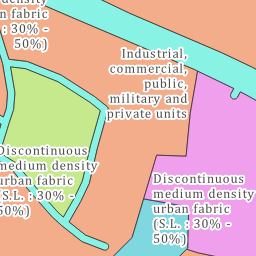 density
urban fabric
: 30% -
50%)
Industrial,
commercial,
public,
military and
private units
Discontinuous
medium density
urban fabric
(S.L. : 30% -
50%)
Discontinuous
medium density
urban fabric
(S.L. : 30% -
50%)